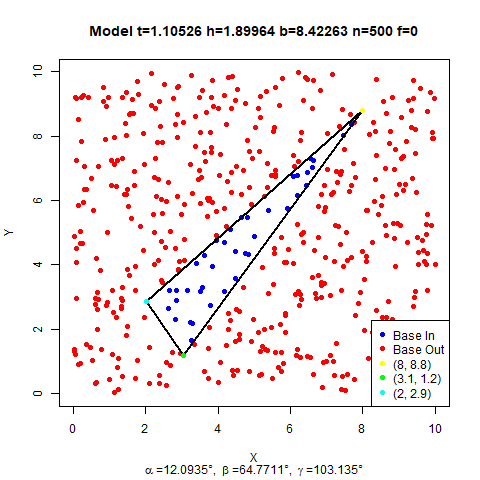 Model t=1.10526 h=1.89964 b=8.42263 n=500 f=0
10
8
6
4
2
0
Y
Base In
Base Out
(8, 8.8)
(3.1, 1.2)
(2, 2.9)
0 2 4 6 8 10
X
α=12.0935°, β=64.7711°, γ=103.135°